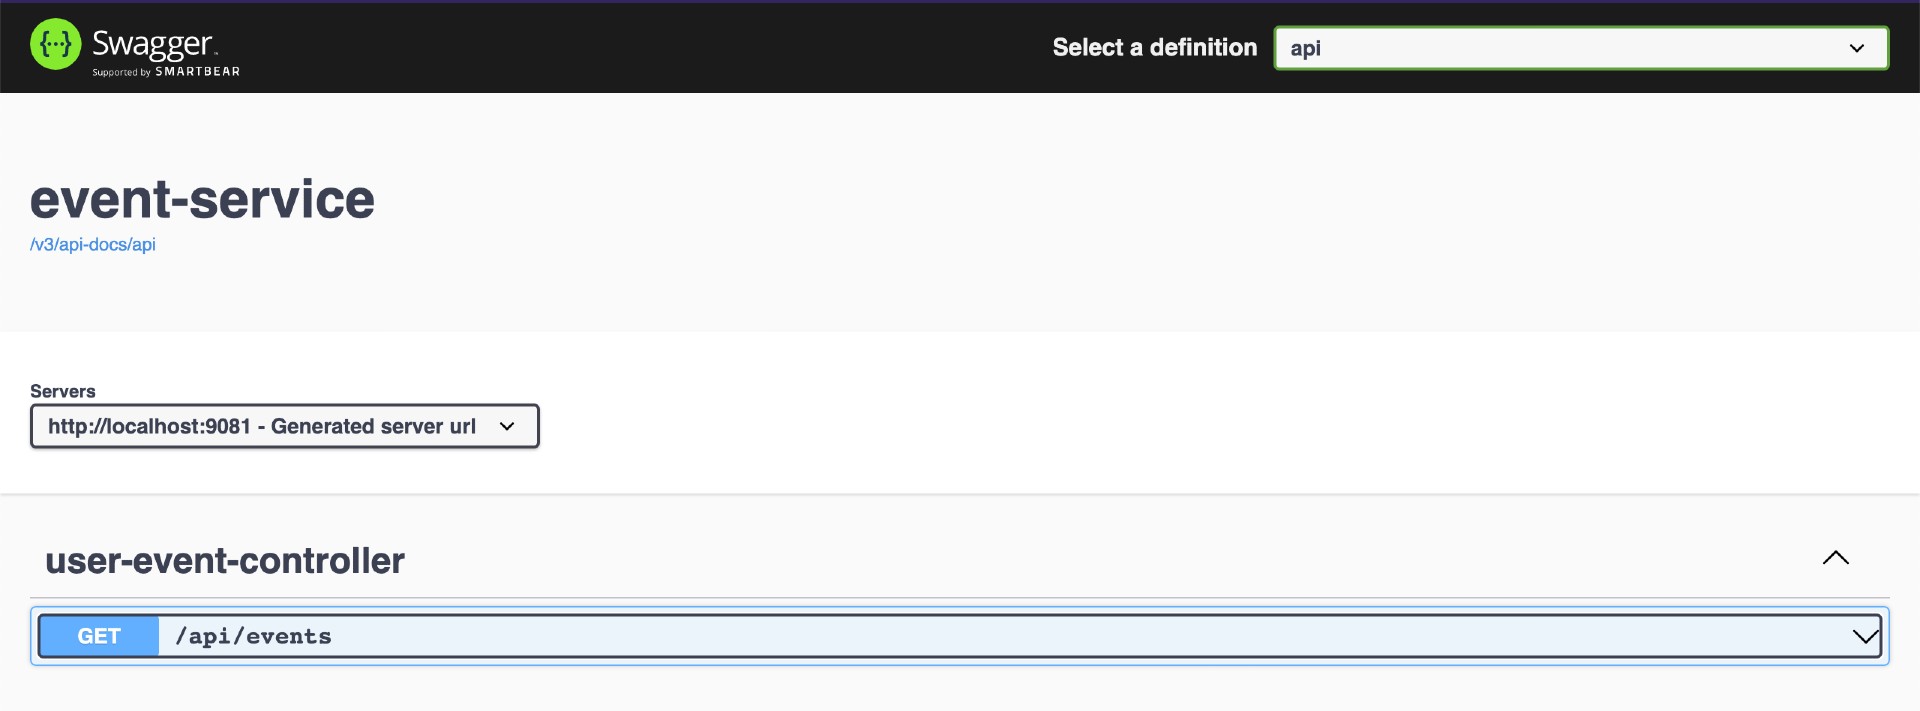 Swagger
Supported by SMARTBEAR
Select a definition
api
event-service
/v3/api-docs/api
Servers
http://localhost:9081 - Generated server url
user-event-controller
GET /api/events